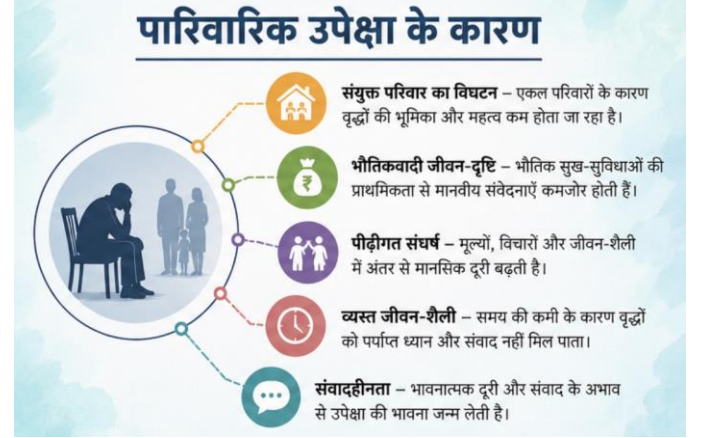 पारिवारिक उपेक्षा के कारण
संयुक्त परिवार का विघटन – एकल परिवारों के कारण
वृद्धों की भूमिका और महत्व कम होता जा रहा है।
₹
भौतिकवादी जीवन-दृष्टि – भौतिक सुख-सुविधाओं की
प्राथमिकता से मानवीय संवेदनाएँ कमजोर होती हैं।
पीढ़ीगत संघर्ष – मूल्यों, विचारों और जीवन-शैली
में अंतर से मानसिक दूरी बढ़ती है।
व्यस्त जीवन-शैली – समय की कमी के कारण वृद्धों
को पर्याप्त ध्यान और संवाद नहीं मिल पाता।
संवादहीनता – भावनात्मक दूरी और संवाद के अभाव
से उपेक्षा की भावना जन्म लेती है।